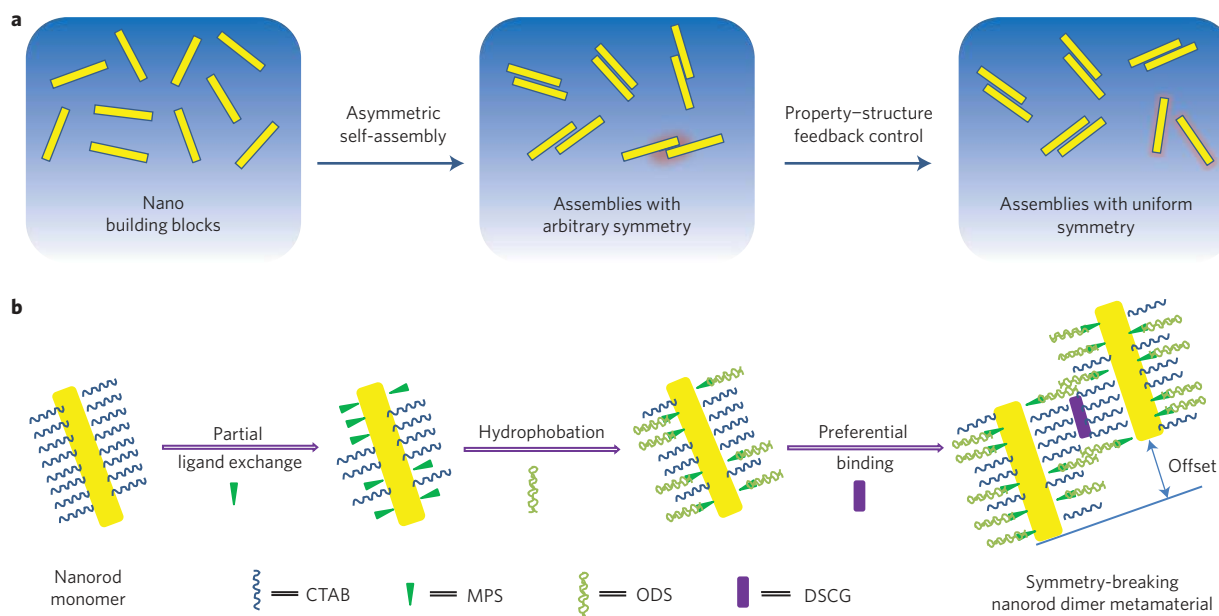 a
Asymmetric
self-assembly
Property–structure
feedback control
Nano
building blocks
Assemblies with
arbitrary symmetry
Assemblies with uniform
symmetry
b
Partial
ligand exchange
Hydrophobation
Preferential
binding
Offset
Nanorod
monomer
CTAB
MPS
ODS
DSCG
Symmetry-breaking
nanorod dimer metamaterial